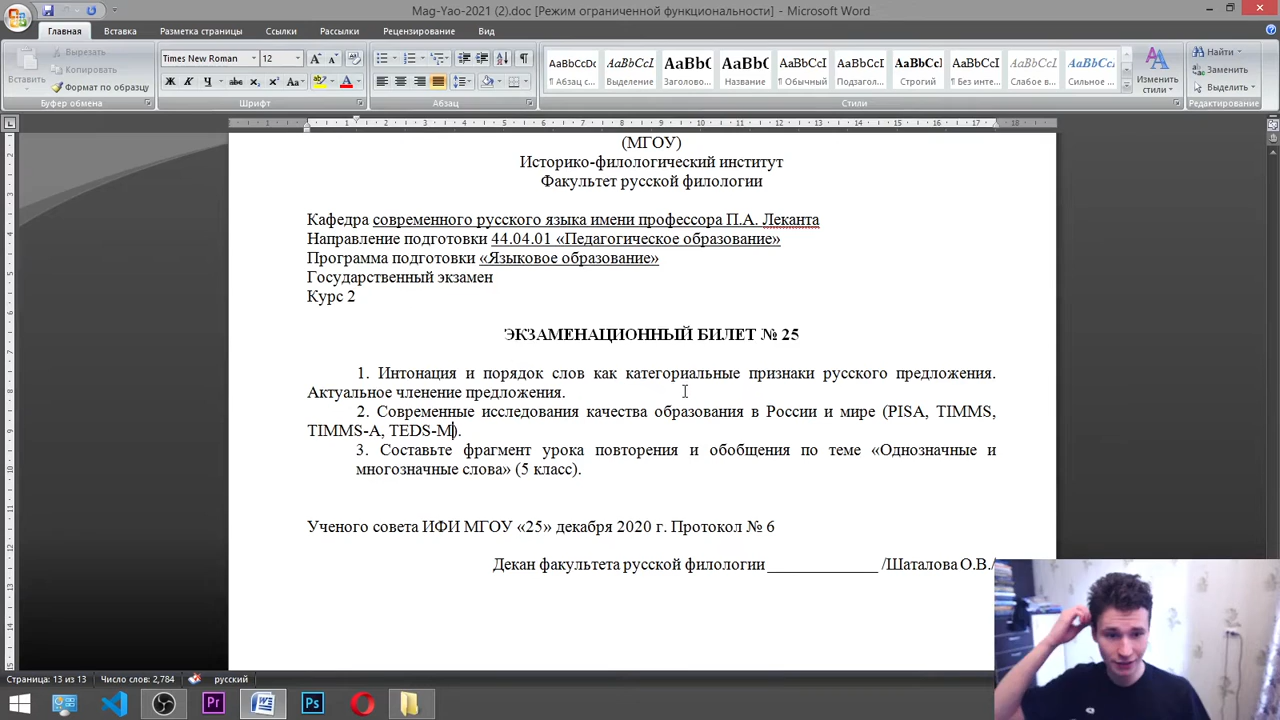 Mag-Yao-2021 (2).doc [Режим ограниченной функциональности] - Microsoft Word
Главная Вставка Разметка страницы Ссылки Рассылки Рецензирование Вид
Вставить
Вырезать
Копировать
Формат по образцу
Буфер обмена
Times New Roman 12
Шрифт
Абзац
AaBbCcDc AaBbCcL AaBbC AaBbC AaBbCcI AaBbCcL AaBbCcI AaBbCcI AaBbCcI AaBbCcI
¶ Абзац с... Выделение Заголово... Название ¶ Обычный Подзагол... Строгий ¶ Без инте... Слабое в... Сильное ...
Стили
Изменить стили
Найти
Заменить
Выделить
Редактирование
(МГОУ)
Историко-филологический институт
Факультет русской филологии
Кафедра современного русского языка имени профессора П.А. Леканта
Направление подготовки 44.04.01 «Педагогическое образование»
Программа подготовки «Языковое образование»
Государственный экзамен
Курс 2
ЭКЗАМЕНАЦИОННЫЙ БИЛЕТ № 25
1. Интонация и порядок слов как категориальные признаки русского предложения.
Актуальное членение предложения.
2. Современные исследования качества образования в России и мире (PISA, TIMMS,
TIMMS-A, TEDS-M).
3. Составьте фрагмент урока повторения и обобщения по теме «Однозначные и
многозначные слова» (5 класс).
Ученого совета ИФИ МГОУ «25» декабря 2020 г. Протокол № 6
Декан факультета русской филологии _____________ /Шаталова О.В./
Страница: 13 из 13 Число слов: 2,784 русский